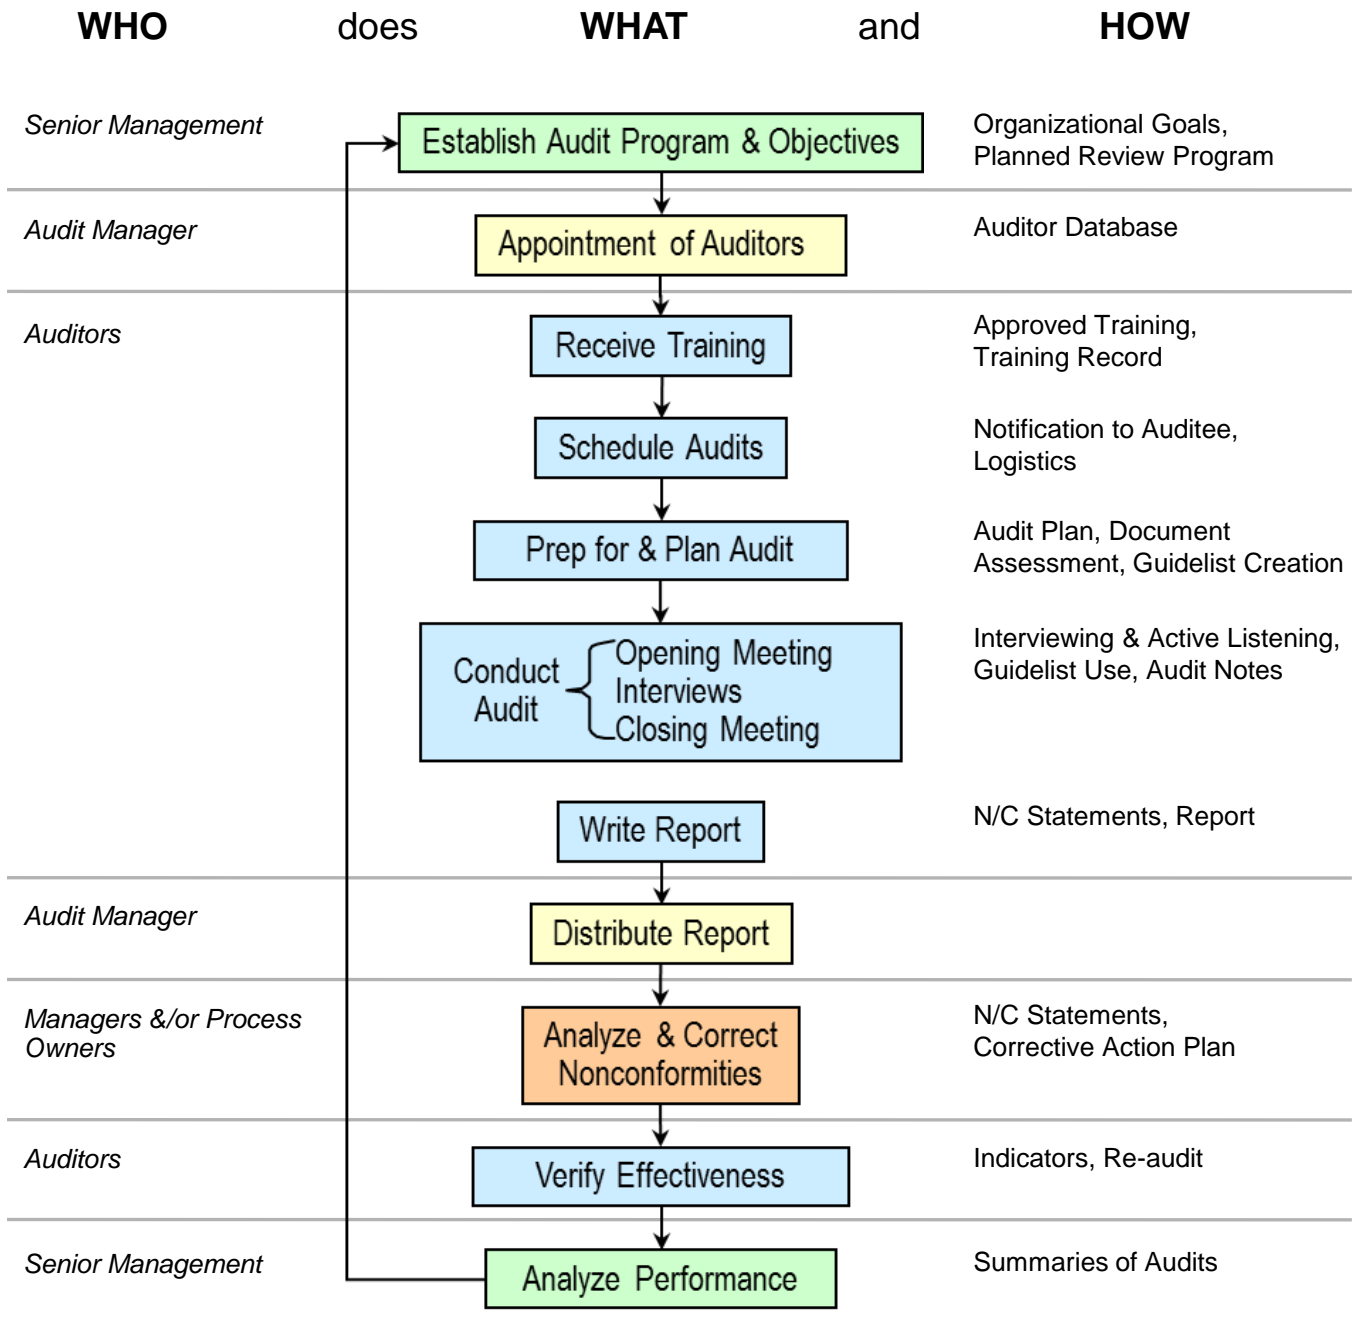 WHO does WHAT and HOW
Senior Management
Establish Audit Program & Objectives
Organizational Goals,
Planned Review Program
Audit Manager
Appointment of Auditors
Auditor Database
Auditors
Receive Training
Approved Training,
Training Record
Schedule Audits
Notification to Auditee,
Logistics
Prep for & Plan Audit
Audit Plan, Document
Assessment, Guidelist Creation
Conduct
Audit
Opening Meeting
Interviews
Closing Meeting
Interviewing & Active Listening,
Guidelist Use, Audit Notes
Write Report
N/C Statements, Report
Audit Manager
Distribute Report
Managers &/or Process
Owners
Analyze & Correct
Nonconformities
N/C Statements,
Corrective Action Plan
Auditors
Verify Effectiveness
Indicators, Re-audit
Senior Management
Analyze Performance
Summaries of Audits